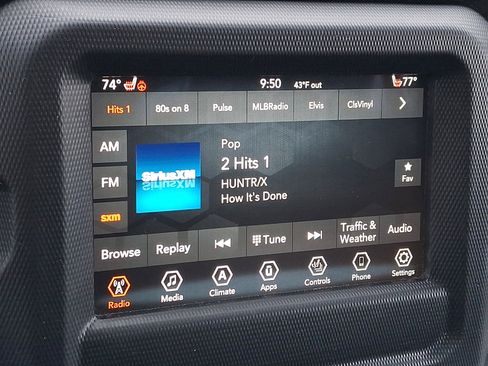 74° 9:50 43°F out 77°
Hits 1 80s on 8 Pulse MLBRadio Elvis ClsVinyl
AM
FM
sxm
SiriusXM
Pop
2 Hits 1
HUNTR/X
How It's Done
Fav
Browse Replay Tune Traffic & Weather Audio
Radio Media Climate Apps Controls Phone Settings